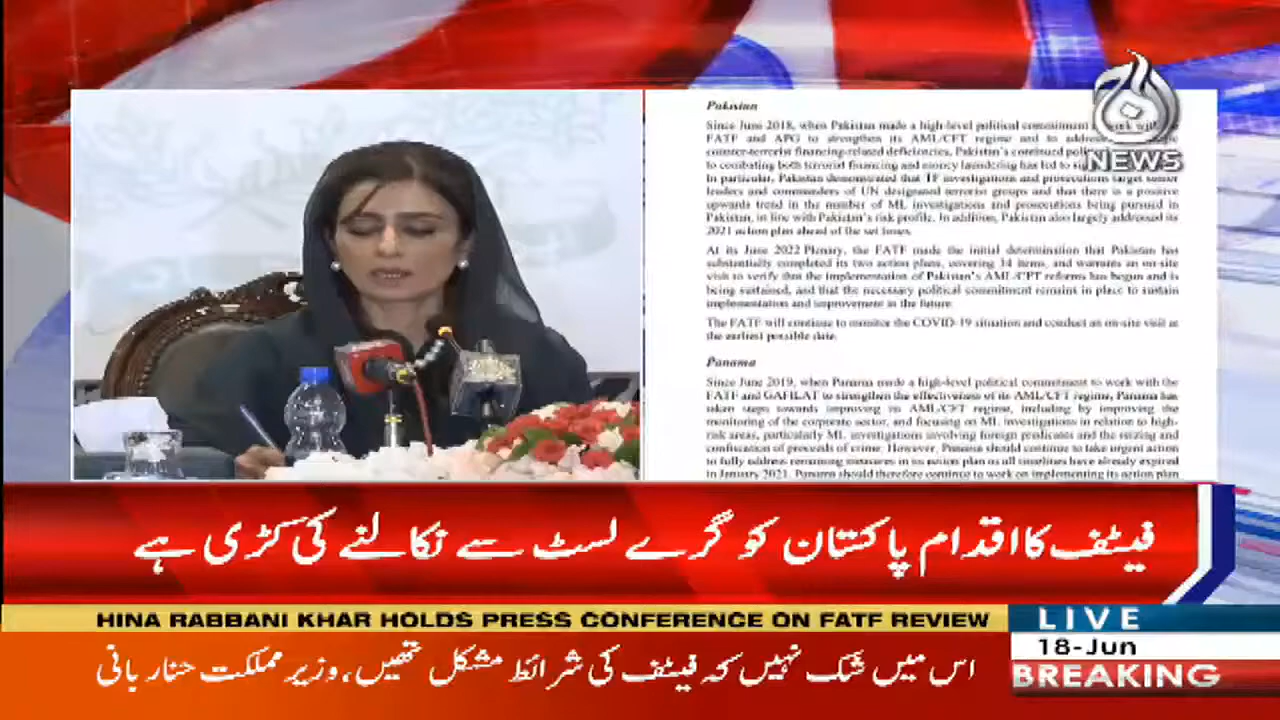 Pakistan
Since June 2018, when Pakistan made a high-level political commitment work with
FATF and APG to strengthen its AML/CFT regime and to address
counter-terrorist financing-related deficiencies, Pakistan's continued
to combating both terrorist financing and money laundering has led to
In particular, Pakistan demonstrated that TF investigations and prosecutions target senior
leaders and commanders of UN designated terrorist groups and that there is a positive
upwards trend in the number of ML investigations and prosecutions being pursued in
Pakistan, in line with Pakistan's risk profile. In addition, Pakistan also largely addressed its
2021 action plan ahead of the set times.
At its June 2022 Plenary, the FATF made the initial determination that Pakistan has
substantially completed its two action plans, covering 34 items, and warrants an on-site
visit to verify that the implementation of Pakistan's AML/CFT reforms has begun and is
being sustained, and that the necessary political commitment remains in place to sustain
implementation and improvement in the future.
The FATF will continue to monitor the COVID-19 situation and conduct an on-site visit at
the earliest possible date.
Panama
Since June 2019, when Panama made a high-level political commitment to work with the
FATF and GAFILAT to strengthen the effectiveness of its AML/CFT regime, Panama has
taken steps towards improving its AML/CFT regime, including by improving the
monitoring of the corporate sector, and focusing on ML investigations in relation to high-
risk areas, particularly ML investigations involving foreign predicates and the seizing and
confiscation of proceeds of crime. However, Panama should continue to take urgent action
to fully address remaining measures in its action plan as all timelines have already expired
in January 2021. Panama should therefore continue to work on implementing its action plan
آج
NEWS
فیٹف کا اقدام پاکستان کو گرے لسٹ سے نکالنے کی کڑی ہے
HINA RABBANI KHAR HOLDS PRESS CONFERENCE ON FATF REVIEW
LIVE
18-Jun
BREAKING
اس میں شک نہیں کہ فیٹف کی شرائط مشکل تھیں، وزیر مملکت حنا ربانی